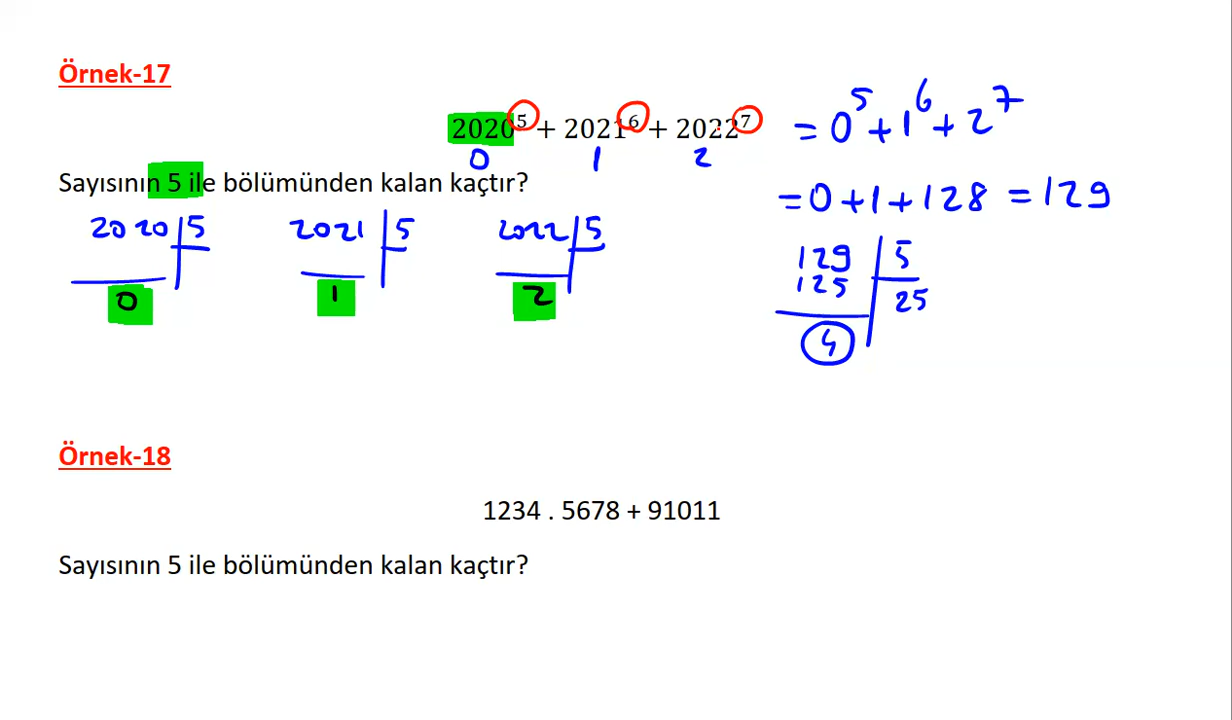 Örnek-17
2020⁵ + 2021⁶ + 2022⁷
0 1 2
= 0⁵ + 1⁶ + 2⁷
Sayısının 5 ile bölümünden kalan kaçtır?
= 0 + 1 + 128 = 129
2020 5
0
2021 5
1
2022 5
2
129 5
125 25
4
Örnek-18
1234 . 5678 + 91011
Sayısının 5 ile bölümünden kalan kaçtır?